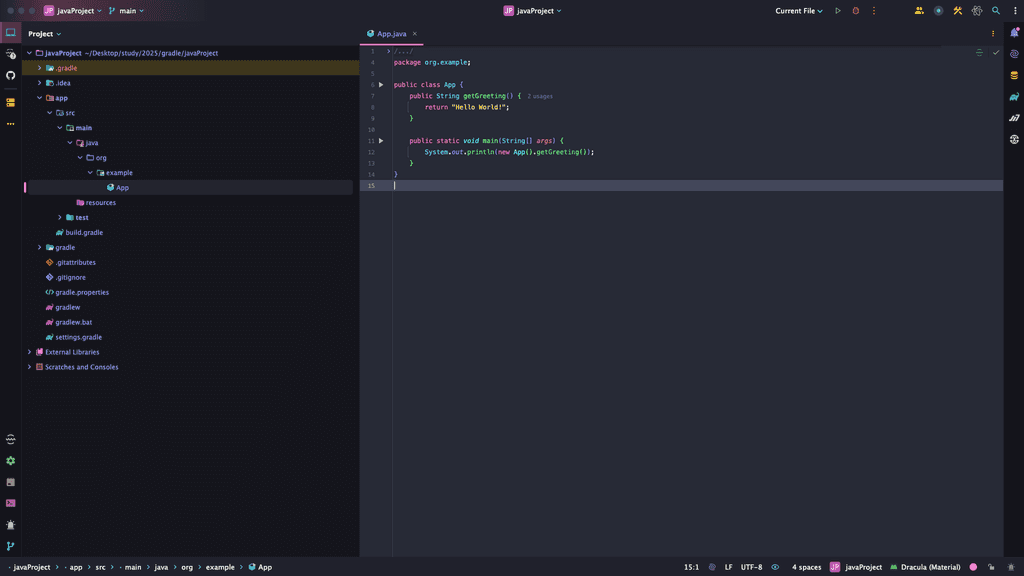 JP javaProject main
JP javaProject
Current File
Project
javaProject ~/Desktop/study/2025/gradle/javaProject
.gradle
.idea
app
src
main
java
org
example
App
resources
test
build.gradle
gradle
.gitattributes
.gitignore
gradle.properties
gradlew
gradlew.bat
settings.gradle
External Libraries
Scratches and Consoles
App.java
1 /.../
4 package org.example;
5
6 public class App {
7 public String getGreeting() { 2 usages
8 return "Hello World!";
9 }
10
11 public static void main(String[] args) {
12 System.out.println(new App().getGreeting());
13 }
14 }
15
javaProject > app > src > main > java > org > example > App
15:1 LF UTF-8 4 spaces JP javaProject Dracula (Material)